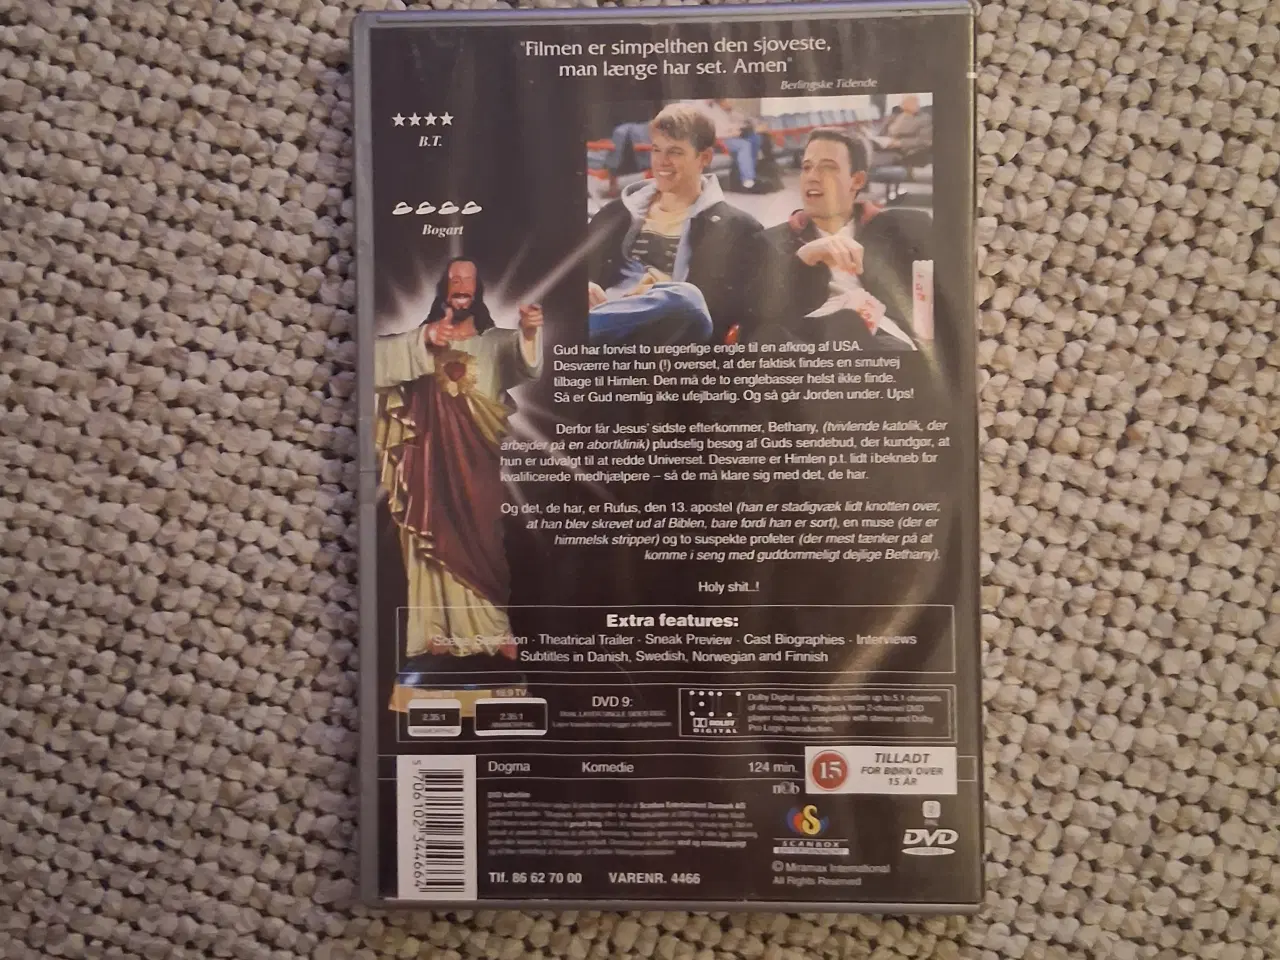 "Filmen er simpelthen den sjoveste,
man længe har set. Amen"
Berlingske Tidende
B.T.
Bogart
Gud har forvist to uregerlige engle til en afkrog af USA.
Desværre har hun (!) overset, at der faktisk findes en smutvej
tilbage til Himlen. Den må de to englebasser helst ikke finde.
Så er Gud nemlig ikke ufejlbarlig. Og så går Jorden under. Ups!
Derfor får Jesus' sidste efterkommer, Bethany, (tvivlende katolik, der
arbejder på en abortklinik) pludselig besøg af Guds sendebud, der kundgør, at
hun er udvalgt til at redde Universet. Desværre er Himlen p.t. lidt i bekneb for
kvalificerede medhjælpere – så de må klare sig med det, de har.
Og det, de har, er Rufus, den 13. apostel (han er stadigvæk lidt knotten over,
at han blev skrevet ud af Biblen, bare fordi han er sort), en muse (der er
himmelsk stripper) og to suspekte profeter (der mest tænker på at
komme i seng med guddommeligt dejlige Bethany).
Holy shit..!
Extra features:
Scene Selection · Theatrical Trailer · Sneak Preview · Cast Biographies · Interviews
Subtitles in Danish, Swedish, Norwegian and Finnish
16:9 TV
2.35:1
ANAMORPHIC
2.35:1
ANAMORPHIC
DVD 9:
DUAL LAYER/SINGLE SIDED DISC
DOLBY
DIGITAL
Dolby Digital soundtracks contain up to 5.1 channels
of discrete audio. Playback from 2-channel DVD
player outputs is compatible with stereo and Dolby
Pro Logic reproduction.
Dogma Komedie 124 min.
15
TILLADT
FOR BØRN OVER
15 ÅR
ncb
5 706102 344664
SCANBOX
ENTERTAINMENT
2
DVD
VIDEO
© Miramax International
All Rights Reserved
Tlf. 86 62 70 00 VARENR. 4466